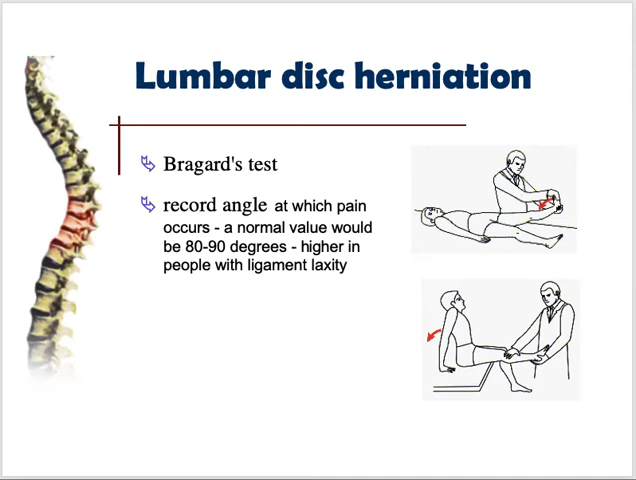 Lumbar disc herniation
Bragard's test
record angle at which pain
occurs - a normal value would
be 80-90 degrees - higher in
people with ligament laxity